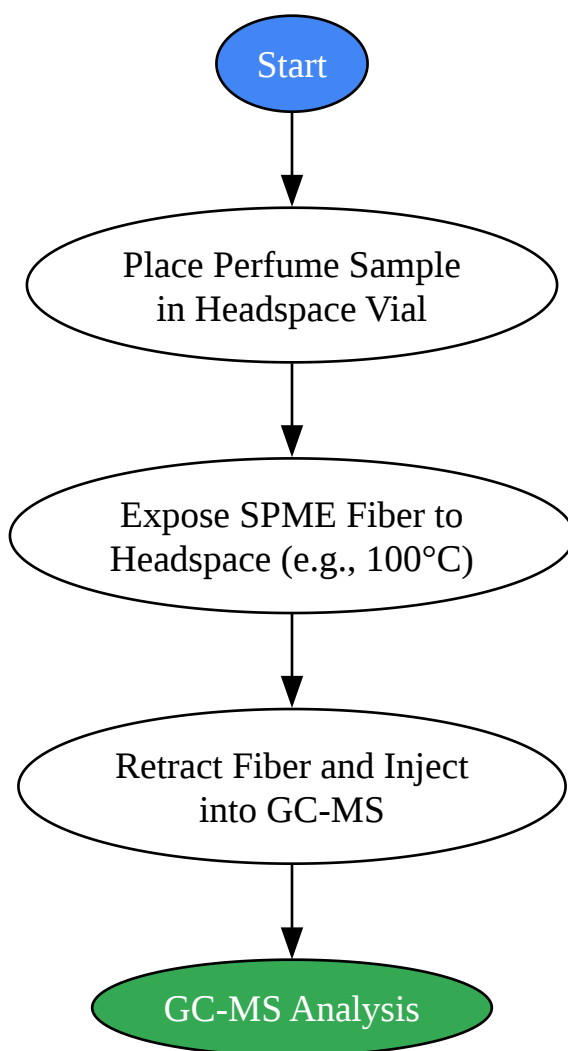 Start
Place Perfume Sample
in Headspace Vial
Expose SPME Fiber to
Headspace (e.g., 100°C)
Retract Fiber and Inject
into GC-MS
GC-MS Analysis